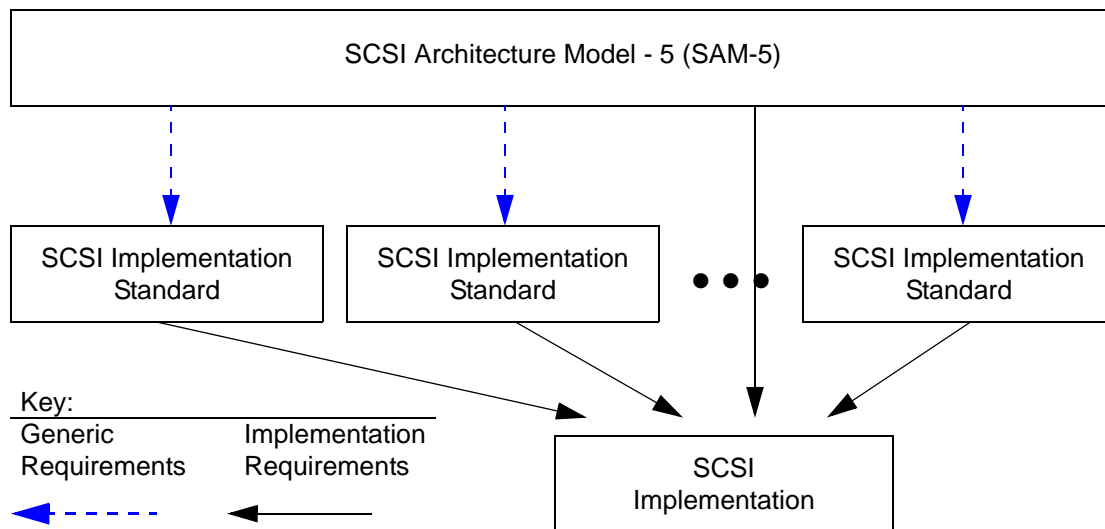 SCSI Architecture Model - 5 (SAM-5)
SCSI Implementation
Standard
SCSI Implementation
Standard
SCSI Implementation
Standard
Key:
Generic
Requirements
Implementation
Requirements
SCSI
Implementation